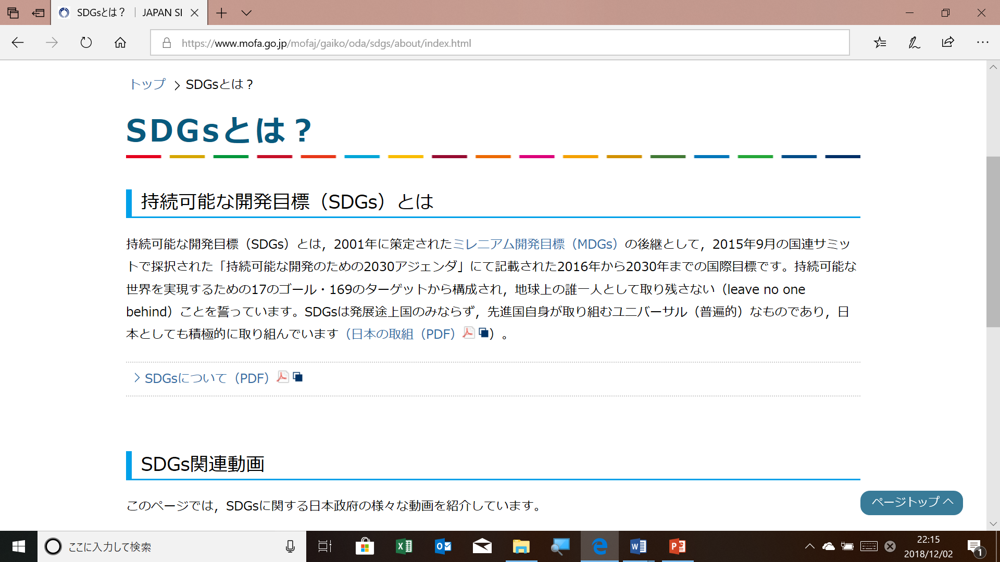 SDGsとは？ | JAPAN SI
https://www.mofa.go.jp/mofaj/gaiko/oda/sdgs/about/index.html
トップ > SDGsとは？
SDGsとは？
持続可能な開発目標（SDGs）とは
持続可能な開発目標（SDGs）とは，2001年に策定されたミレニアム開発目標（MDGs）の後継として，2015年9月の国連サミッ
トで採択された「持続可能な開発のための2030アジェンダ」にて記載された2016年から2030年までの国際目標です。持続可能な
世界を実現するための17のゴール・169のターゲットから構成され，地球上の誰一人として取り残さない（leave no one
behind）ことを誓っています。SDGsは発展途上国のみならず，先進国自身が取り組むユニバーサル（普遍的）なものであり，日
本としても積極的に取り組んでいます（日本の取組（PDF））。
> SDGsについて（PDF）
SDGs関連動画
このページでは，SDGsに関する日本政府の様々な動画を紹介しています。
ページトップ
ここに入力して検索
22:15
2018/12/02
1